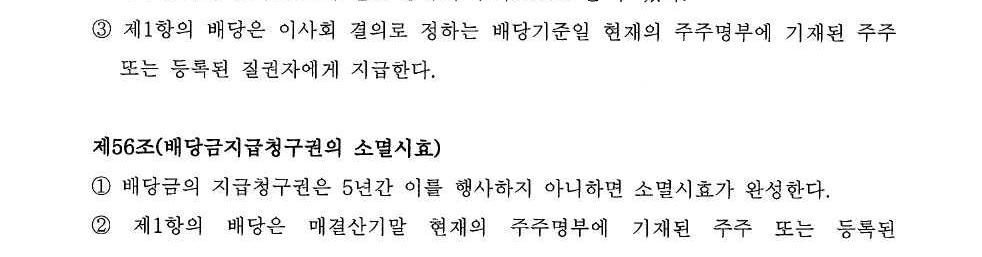 ③ 제1항의 배당은 이사회 결의로 정하는 배당기준일 현재의 주주명부에 기재된 주주
또는 등록된 질권자에게 지급한다.
제56조(배당금지급청구권의 소멸시효)
① 배당금의 지급청구권은 5년간 이를 행사하지 아니하면 소멸시효가 완성한다.
② 제1항의 배당은 매결산기말 현재의 주주명부에 기재된 주주 또는 등록된